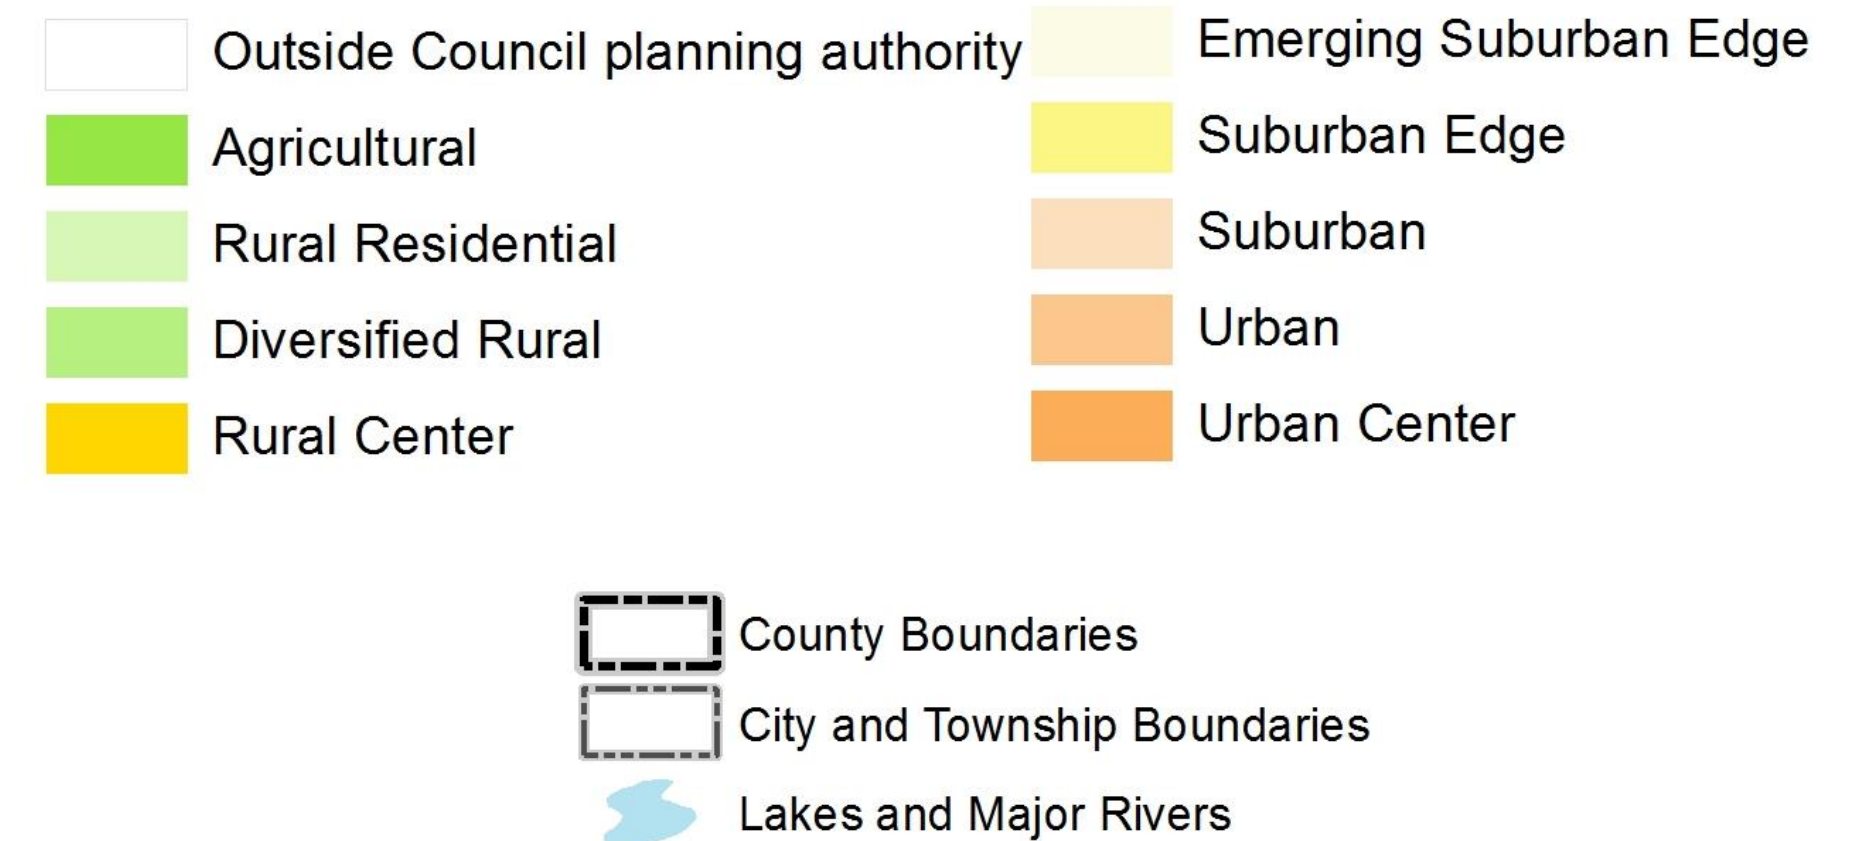 Outside Council planning authority
Agricultural
Rural Residential
Diversified Rural
Rural Center
Emerging Suburban Edge
Suburban Edge
Suburban
Urban
Urban Center
County Boundaries
City and Township Boundaries
Lakes and Major Rivers